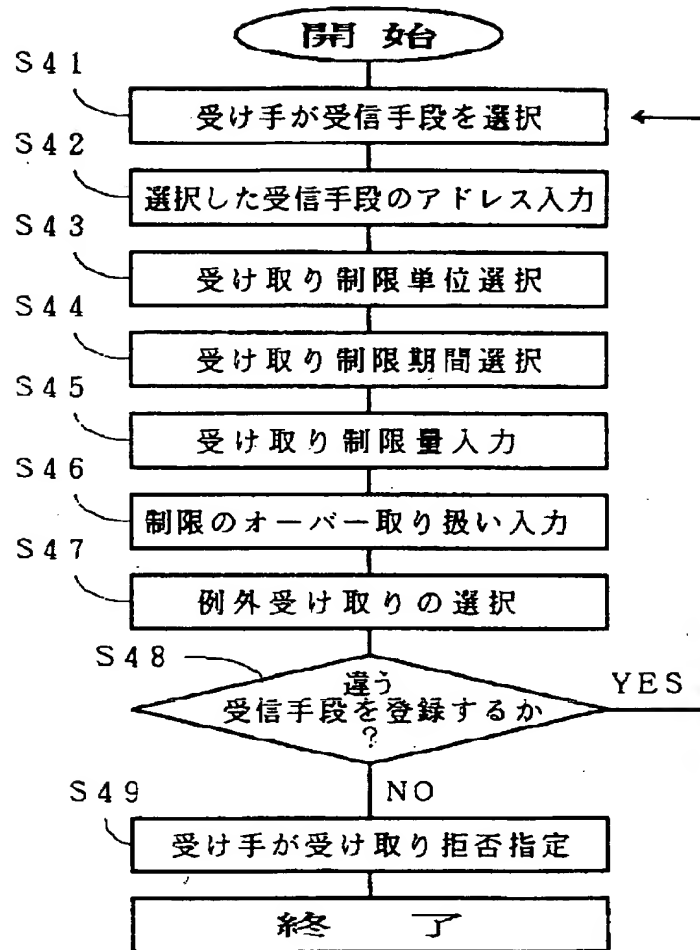 開始
S41
受け手が受信手段を選択
S42
選択した受信手段のアドレス入力
S43
受け取り制限単位選択
S44
受け取り制限期間選択
S45
受け取り制限量入力
S46
制限のオーバー取り扱い入力
S47
例外受け取りの選択
S48
違う
受信手段を登録するか
?
YES
NO
S49
受け手が受け取り拒否指定
終了